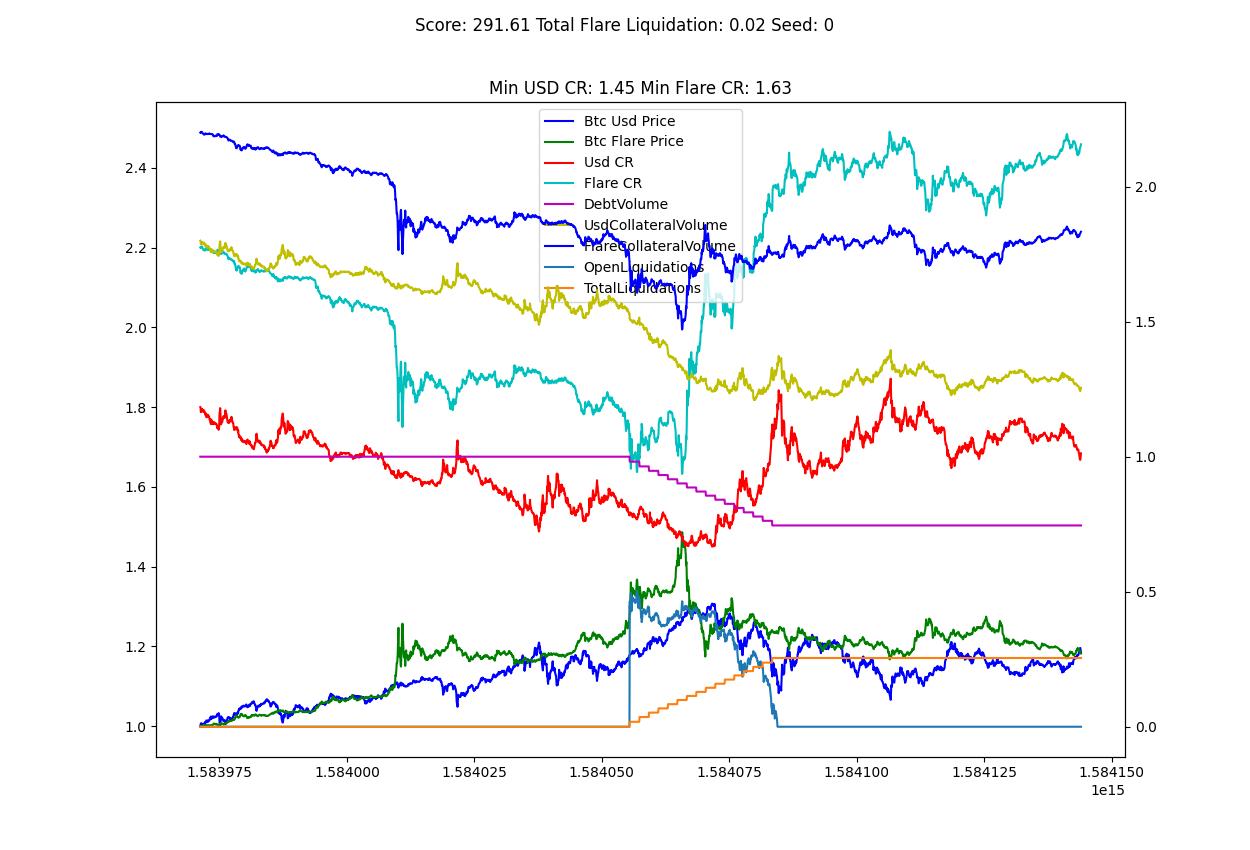 Score: 291.61 Total Flare Liquidation: 0.02 Seed: 0
Min USD CR: 1.45 Min Flare CR: 1.63
Btc Usd Price
Btc Flare Price
Usd CR
Flare CR
DebtVolume
UsdCollateralVolume
FlareCollateralVolume
OpenLiquidations
TotalLiquidations
2.4
2.2
2.0
1.8
1.6
1.4
1.2
1.0
2.0
1.5
1.0
0.5
0.0
1.583975 1.584000 1.584025 1.584050 1.584075 1.584100 1.584125 1.584150
1e15